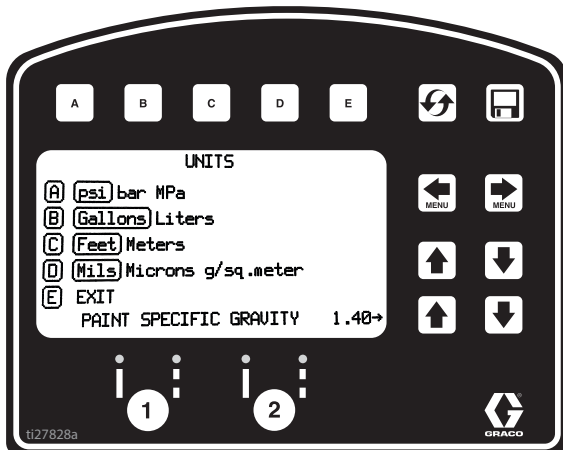 A B C D E
UNITS
A psi bar MPa
B Gallons Liters
C Feet Meters
D Mils Microns g/sq.meter
E EXIT
PAINT SPECIFIC GRAVITY 1.40→
MENU MENU
1 2
ti27828a
GRACO